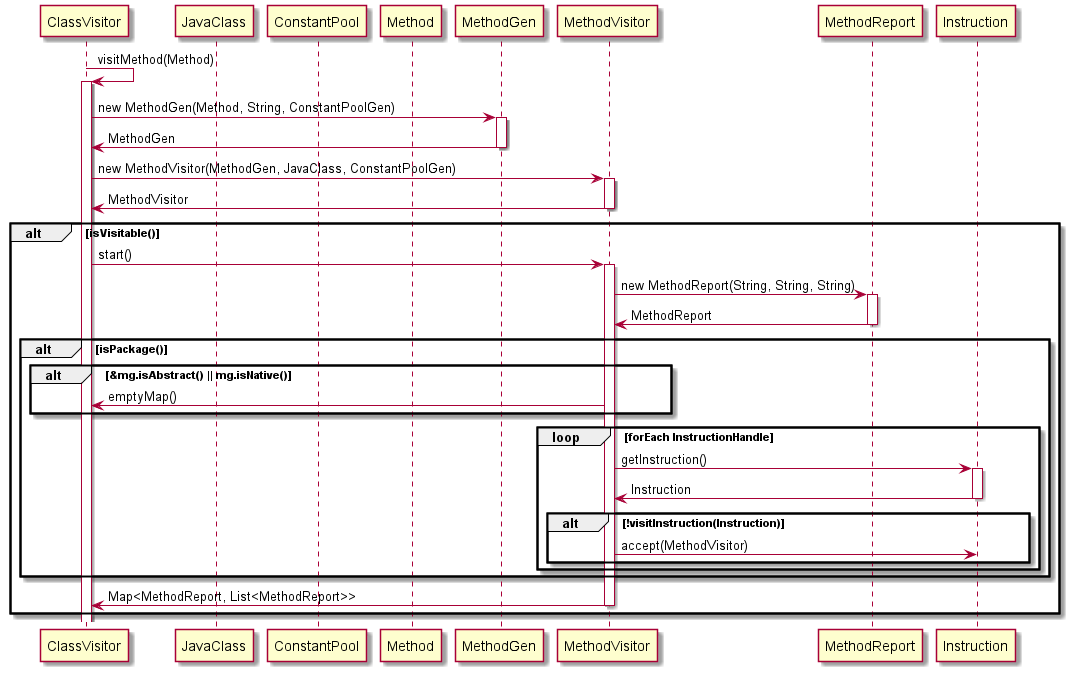 ClassVisitor JavaClass ConstantPool Method MethodGen MethodVisitor MethodReport Instruction
visitMethod(Method)
new MethodGen(Method, String, ConstantPoolGen)
MethodGen
new MethodVisitor(MethodGen, JavaClass, ConstantPoolGen)
MethodVisitor
alt [isVisitable()]
start()
new MethodReport(String, String, String)
MethodReport
alt [isPackage()]
alt [&mg.isAbstract() || mg.isNative()]
emptyMap()
loop [forEach InstructionHandle]
getInstruction()
Instruction
alt [!visitInstruction(Instruction)]
accept(MethodVisitor)
Map<MethodReport, List<MethodReport>>
ClassVisitor JavaClass ConstantPool Method MethodGen MethodVisitor MethodReport Instruction